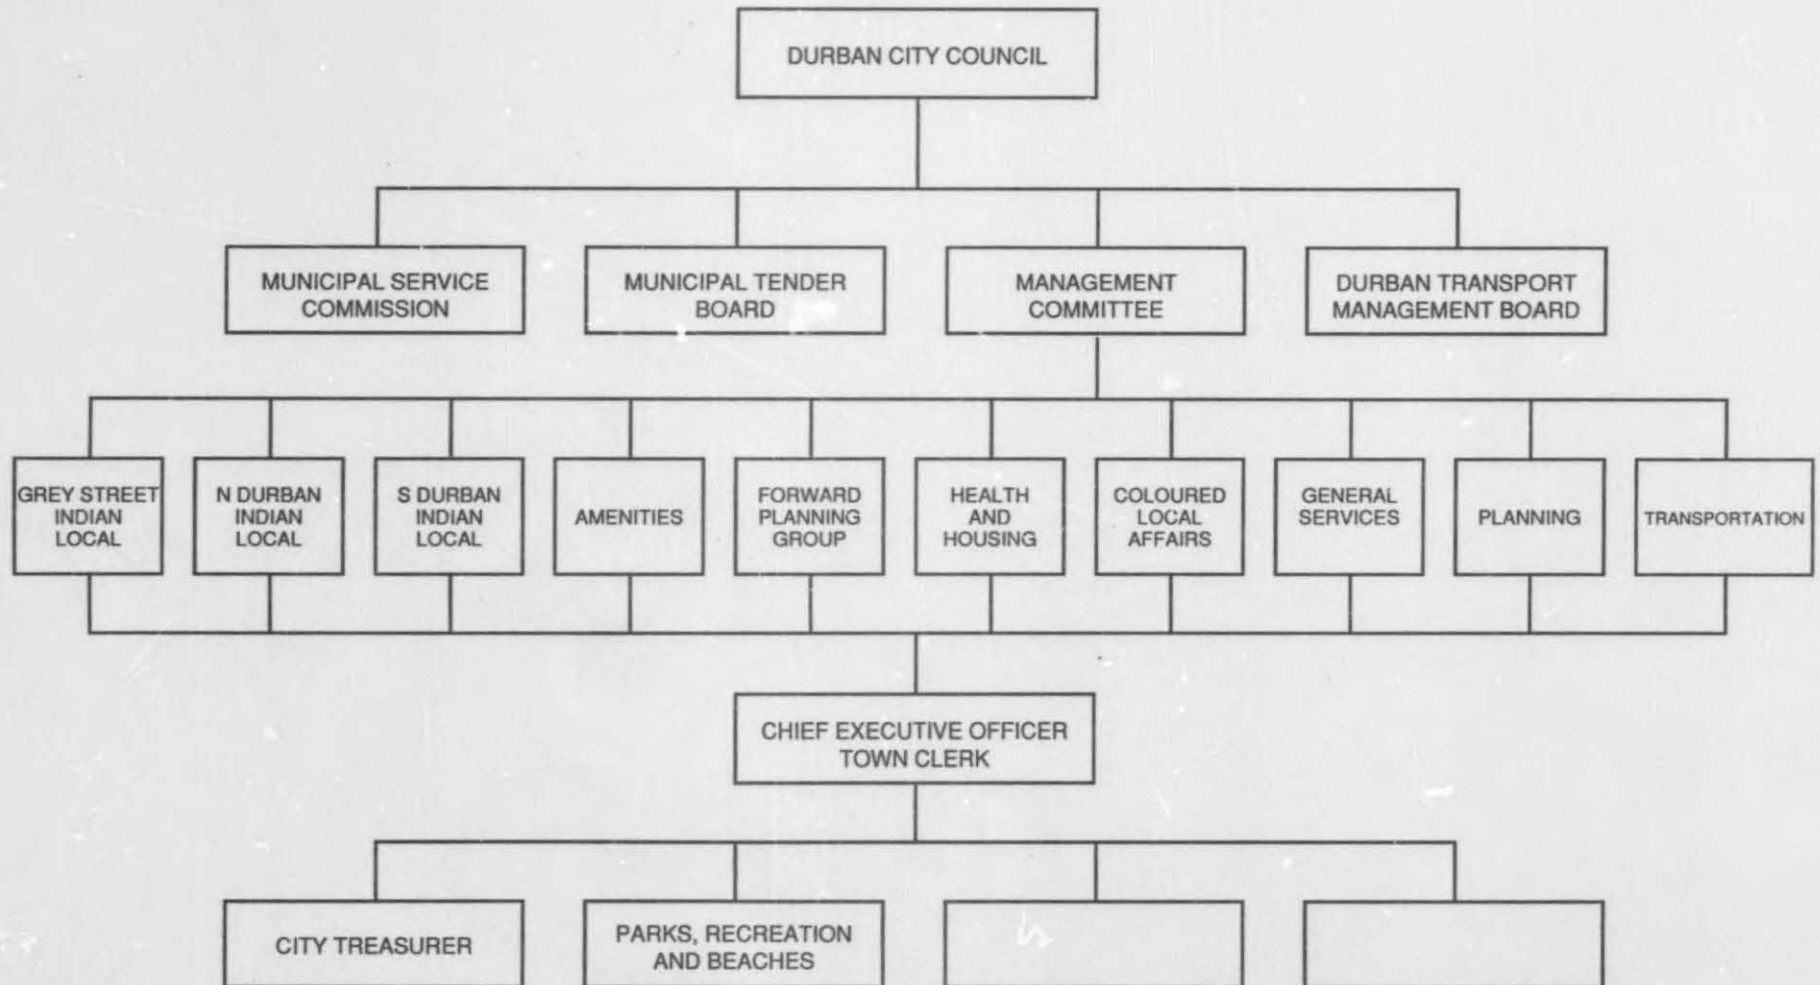 DURBAN CITY COUNCIL
MUNICIPAL SERVICE
COMMISSION
MUNICIPAL TENDER
BOARD
MANAGEMENT
COMMITTEE
DURBAN TRANSPORT
MANAGEMENT BOARD
GREY STREET
INDIAN
LOCAL
N DURBAN
INDIAN
LOCAL
S DURBAN
INDIAN
LOCAL
AMENITIES
FORWARD
PLANNING
GROUP
HEALTH
AND
HOUSING
COLOURED
LOCAL
AFFAIRS
GENERAL
SERVICES
PLANNING
TRANSPORTATION
CHIEF EXECUTIVE OFFICER
TOWN CLERK
CITY TREASURER
PARKS, RECREATION
AND BEACHES